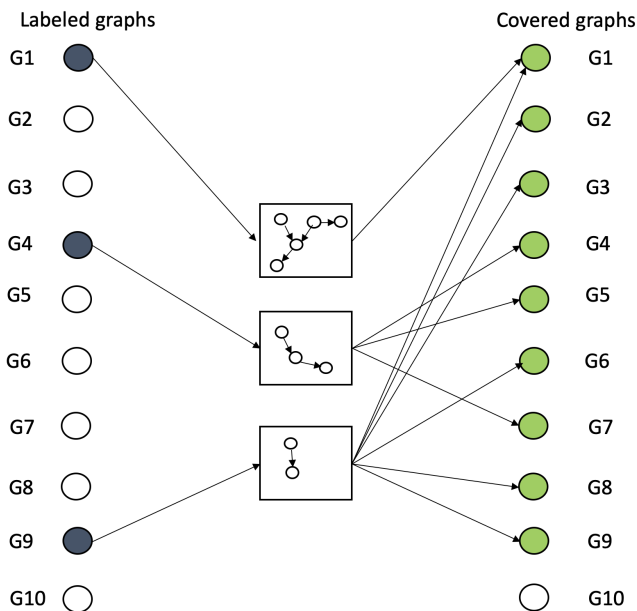 Labeled graphs Covered graphs
G1 G1
G2 G2
G3 G3
G4 G4
G5 G5
G6 G6
G7 G7
G8 G8
G9 G9
G10 G10